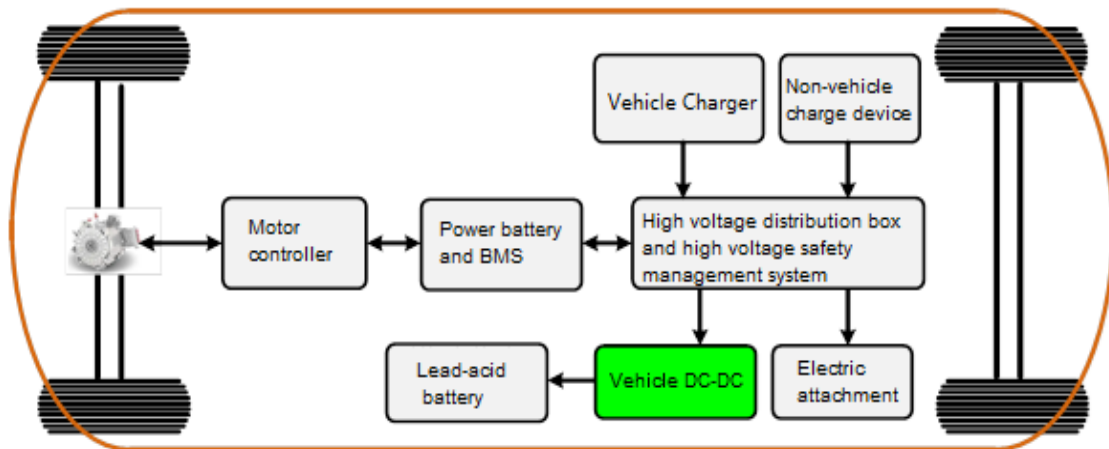 Vehicle Charger
Non-vehicle
charge device
Motor
controller
Power battery
and BMS
High voltage distribution box
and high voltage safety
management system
Lead-acid
battery
Vehicle DC-DC
Electric
attachment